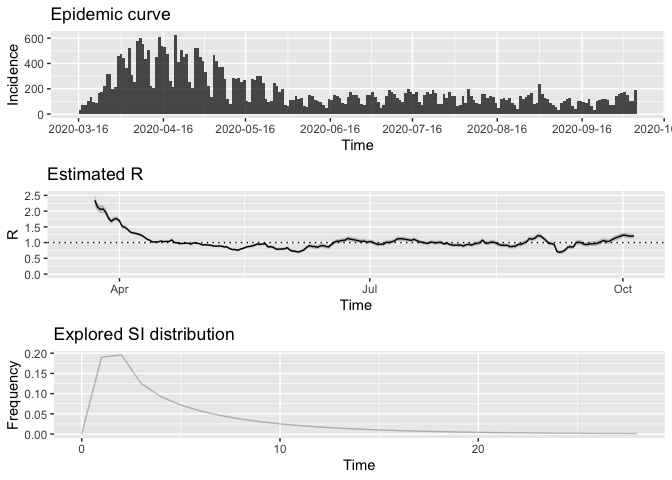 Epidemic curve
Incidence
600
400
200
0
2020-03-16 2020-04-16 2020-05-16 2020-06-16 2020-07-16 2020-08-16 2020-09-16 2020-10
Time
Estimated R
R
2.5
2.0
1.5
1.0
0.5
0.0
Apr Jul Oct
Time
Explored SI distribution
Frequency
0.20
0.15
0.10
0.05
0.00
0 10 20
Time